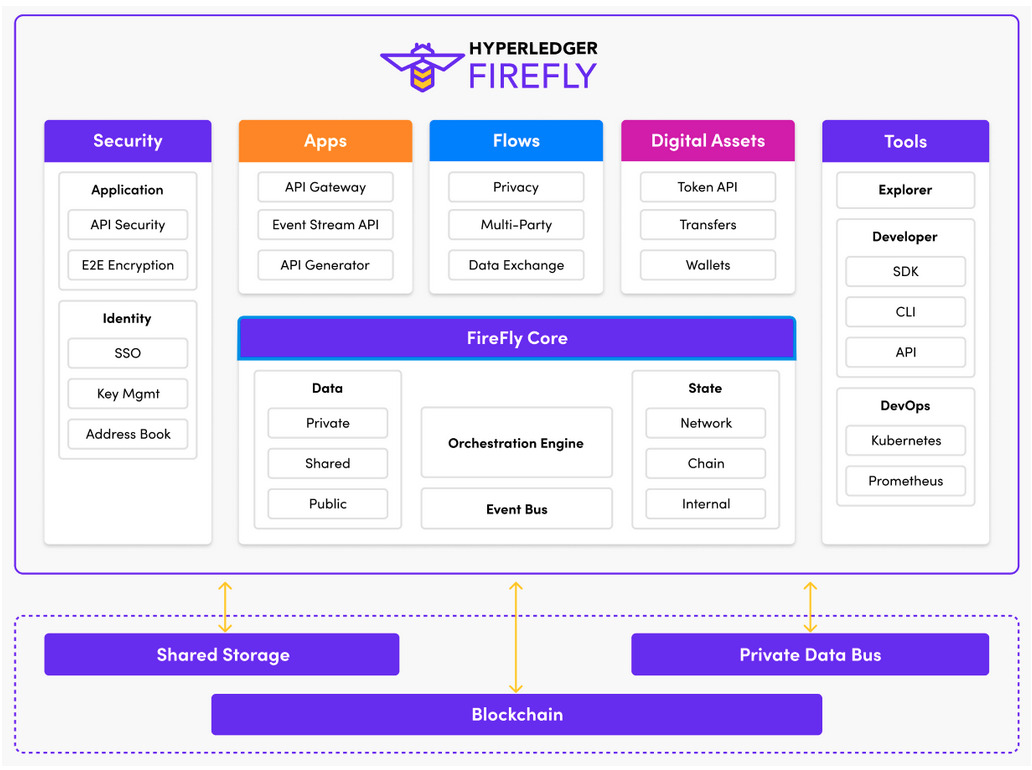 HYPERLEDGER
FIREFLY
Security
Application
API Security
E2E Encryption
Identity
SSO
Key Mgmt
Address Book
Apps
API Gateway
Event Stream API
API Generator
Flows
Privacy
Multi-Party
Data Exchange
Digital Assets
Token API
Transfers
Wallets
FireFly Core
Data
Private
Shared
Public
Orchestration Engine
Event Bus
State
Network
Chain
Internal
Tools
Explorer
Developer
SDK
CLI
API
DevOps
Kubernetes
Prometheus
Shared Storage
Private Data Bus
Blockchain